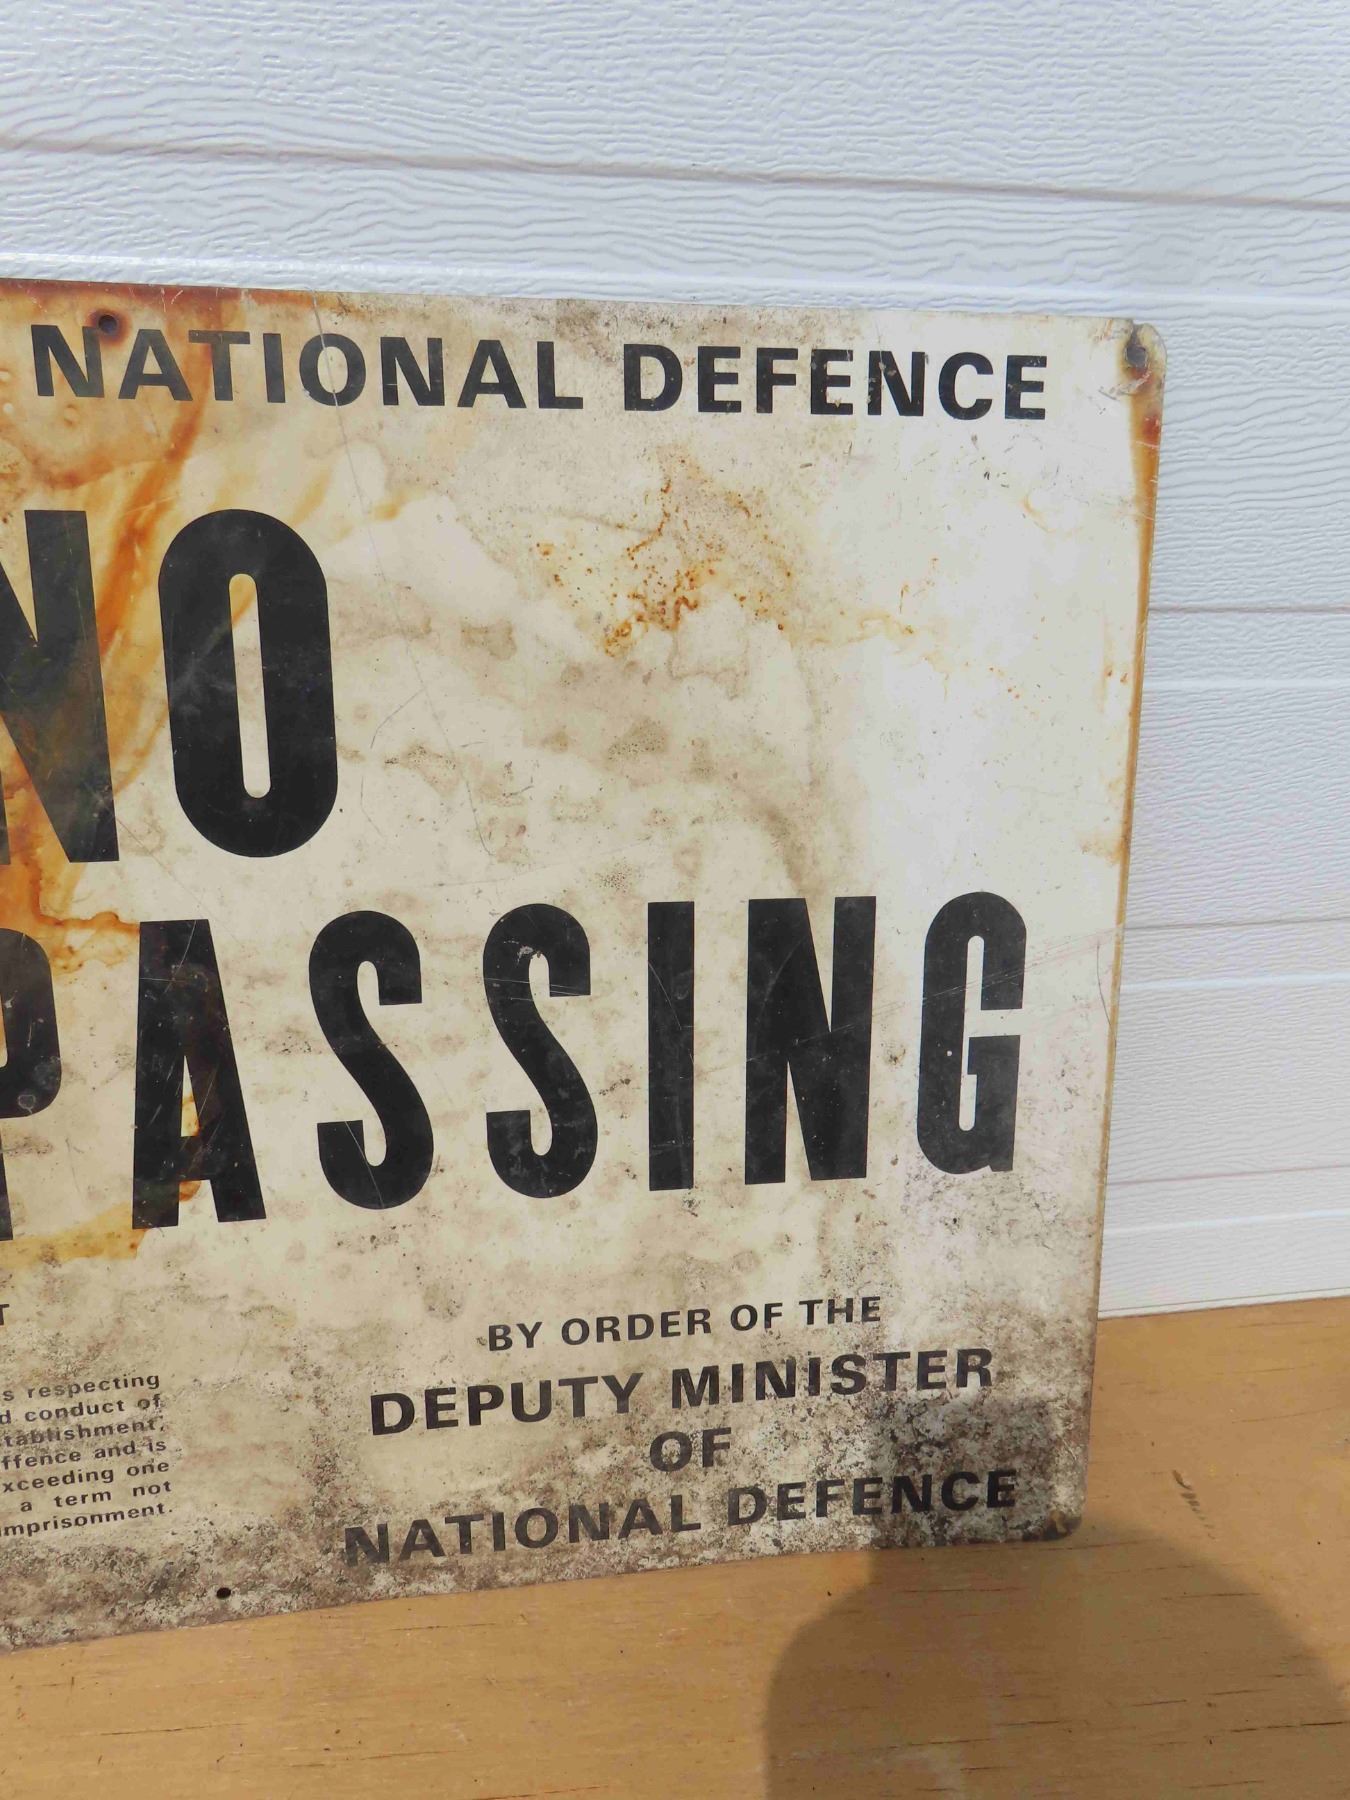 NATIONAL DEFENCE
NO
PASSING
T
BY ORDER OF THE
DEPUTY MINISTER
OF
NATIONAL DEFENCE
s respecting
d conduct of
tablishment,
ffence and is
xceeding one
a term not
imprisonment.